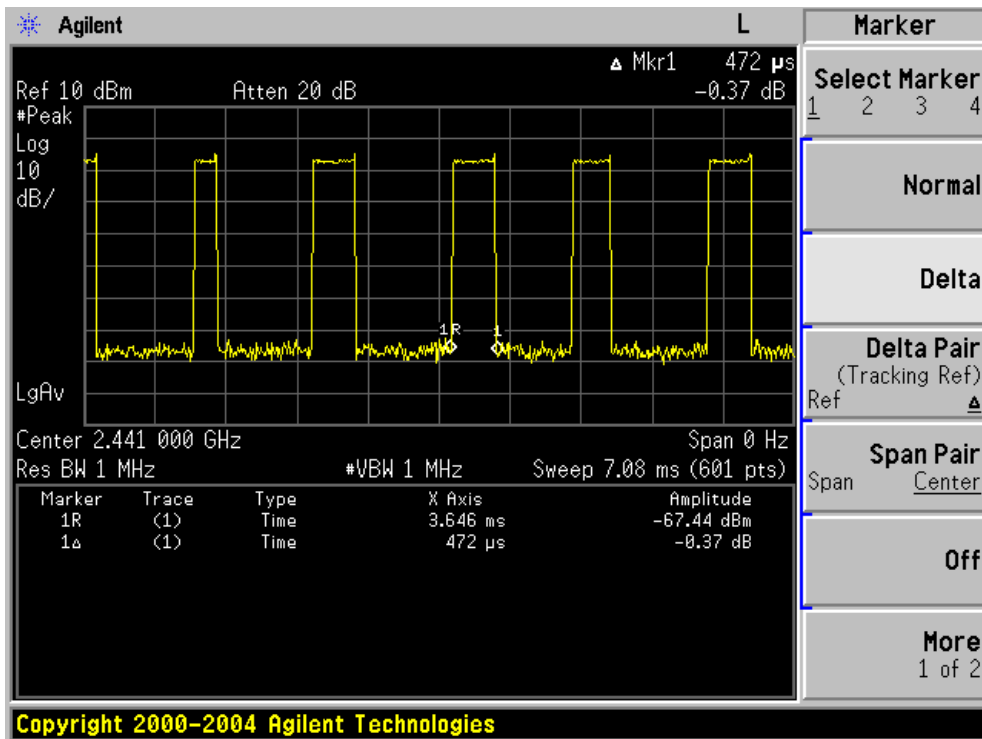 Agilent L Marker
Δ Mkr1 472 µs
Ref 10 dBm Atten 20 dB -0.37 dB
#Peak
Log
10
dB/
1R 1
LgAv
Center 2.441 000 GHz Span 0 Hz
Res BW 1 MHz #VBW 1 MHz Sweep 7.08 ms (601 pts)
Marker Trace Type X Axis Amplitude
1R (1) Time 3.646 ms -67.44 dBm
1Δ (1) Time 472 µs -0.37 dB
Select Marker
1 2 3 4
Normal
Delta
Delta Pair
(Tracking Ref)
Ref Δ
Span Pair
Span Center
Off
More
1 of 2
Copyright 2000-2004 Agilent Technologies